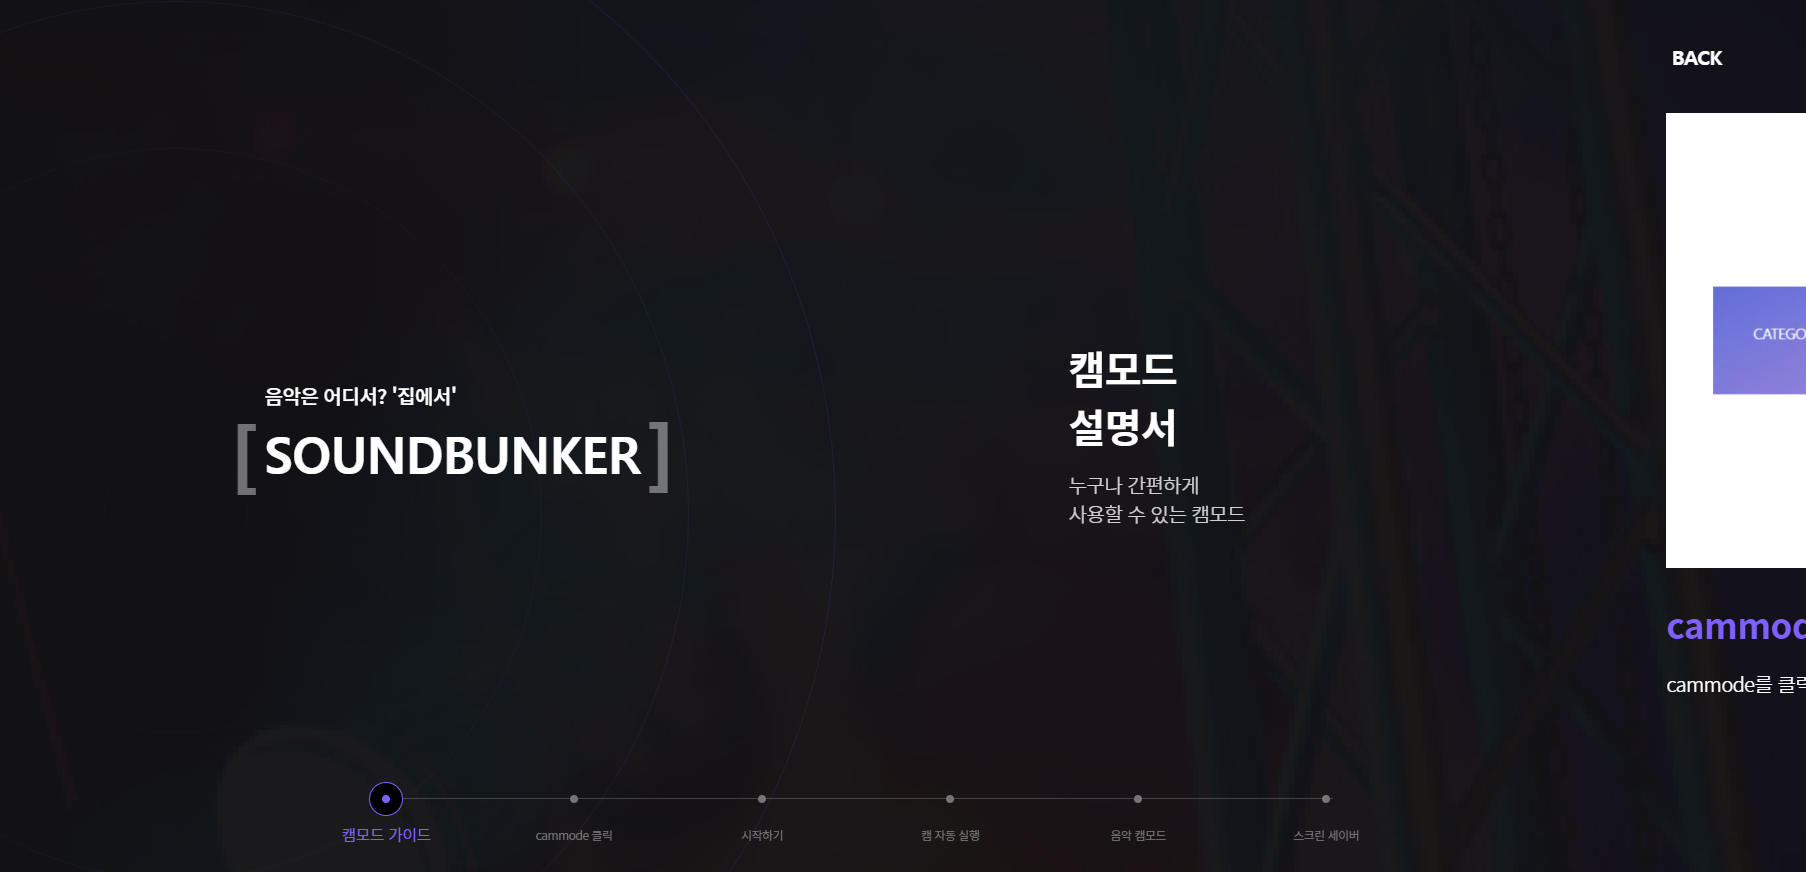 BACK
음악은 어디서? '집에서'
[SOUNDBUNKER]
캠모드
설명서
누구나 간편하게
사용할 수 있는 캠모드
CATEGO
cammod
cammode를 클릭
캠모드 가이드
cammode 클릭
시작하기
캠 자동 실행
음악 캠모드
스크린 세이버